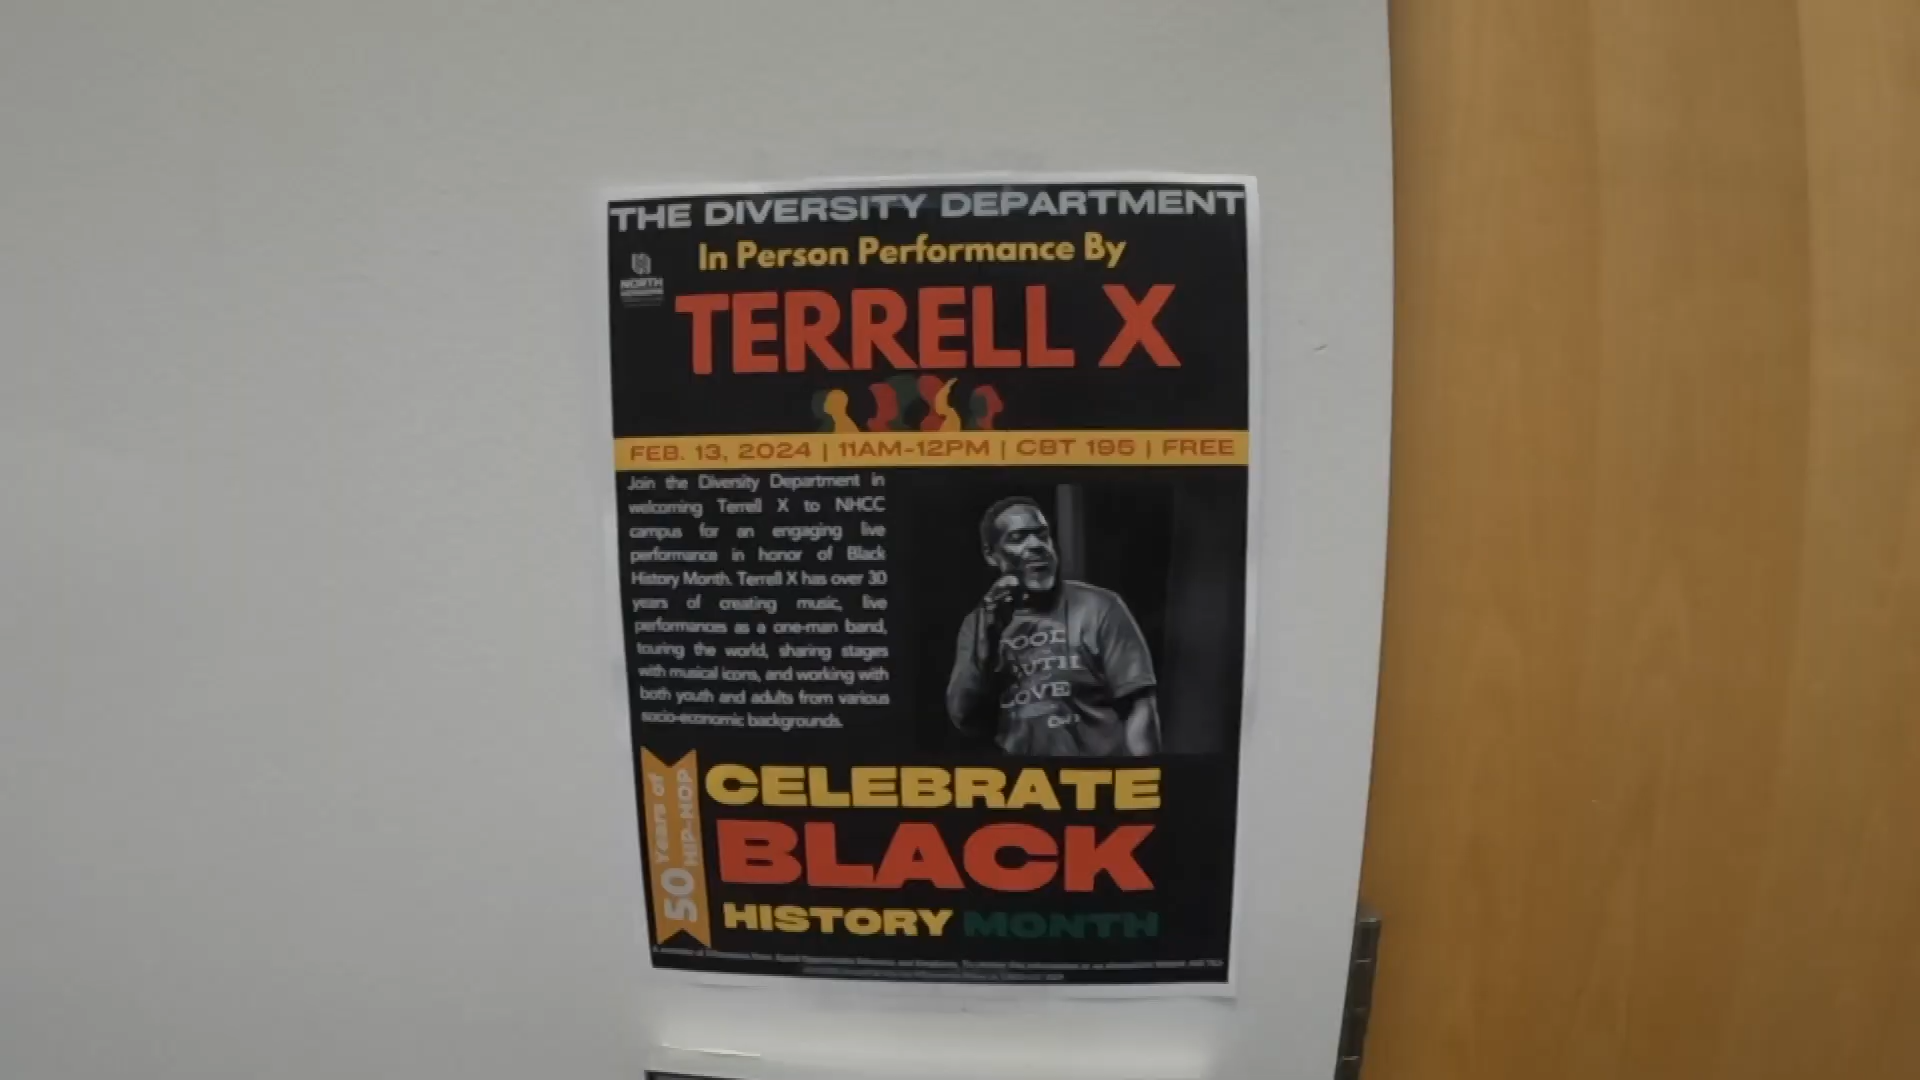 THE DIVERSITY DEPARTMENT
In Person Performance By
NORTH
TERRELL X
FEB. 13, 2024 | 11AM-12PM | CBT 195 | FREE
Join the Diversity Department in
welcoming Terrell X to NHCC
campus for an engaging live
performance in honor of Black
History Month. Terrell X has over 30
years of creating music, live
performances as a one-man band,
touring the world, sharing stages
with musical icons, and working with
both youth and adults from various
socio-economic backgrounds.
LOVE
50 Years of
HIP-HOP
CELEBRATE
BLACK
HISTORY MONTH